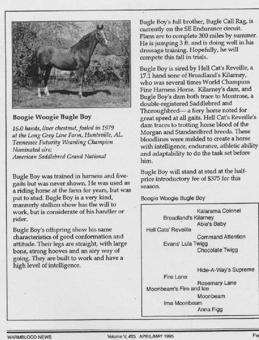 Boogie Woogie Bugle Boy
16.0 hands, liver chestnut, foaled in 1979
at the Long Grey Line Farm, Huntsville, AL.
Tennessee Futurity Weanling Champion
Nominated sire:
American Saddlebred Grand National
Bugle Boy was trained in harness and five-
gaits but was never shown. He was used as
a riding horse at the farm for years, but was
put to stud. Bugle Boy is a very kind,
mannerly stallion show has the will to
work, but is considerate of his handler or
rider.
Bugle Boy's offspring show his same
characteristics of good conformation and
attitude. Their legs are straight, with large
bone, strong hooves and an airy way of
going. They are built to work and have a
high level of intelligence.
Bugle Boy's full brother, Bugle Call Rag, is
currently on the SE Endurance circuit.
Plans are to complete 300 miles by summer.
He is jumping 3 ft. and is doing well in his
dressage training. Hopefully, he will
compete this fall in trials.
Bugle Boy is sired by Hell Cat's Reveille, a
17.1 hand sone of Broadland's Kilarney,
who was several times World Champion
Fine Harness Horse. Kilarney's dam, and
Bugle Boy's dam both trace to Montrose, a
double-registered Saddlebred and
Thoroughbred— a fiery horse noted for
great speed at all gaits. Hell Cat's Reveille's
dam traces to trotting horse blood of the
Morgan and Standardbred breeds. These
bloodlines were melded to create a horse
with intelligence, endurance, athletic ability
and adaptability to do the task set before
him.
Bugle Boy will stand at stud at the half-
price introductory fee of $375 for this
season.
Boogie Woogie Bugle Boy
Kalarama Colonel
Broadland's Kilarney
Abie's Baby
Hell Cats' Reveille
Command Attention
Evans' Lula Twigg
Chocolate Twigg
Hide-A-Way's Supreme
Fire Lane
Rosemary Lane
Moonbeam's Fire and Ice
Moonbeam
Ima Moonbeam
Anna Figg
WARMBLOOD NEWS Volume V, #25 APRIL/MAY 1995